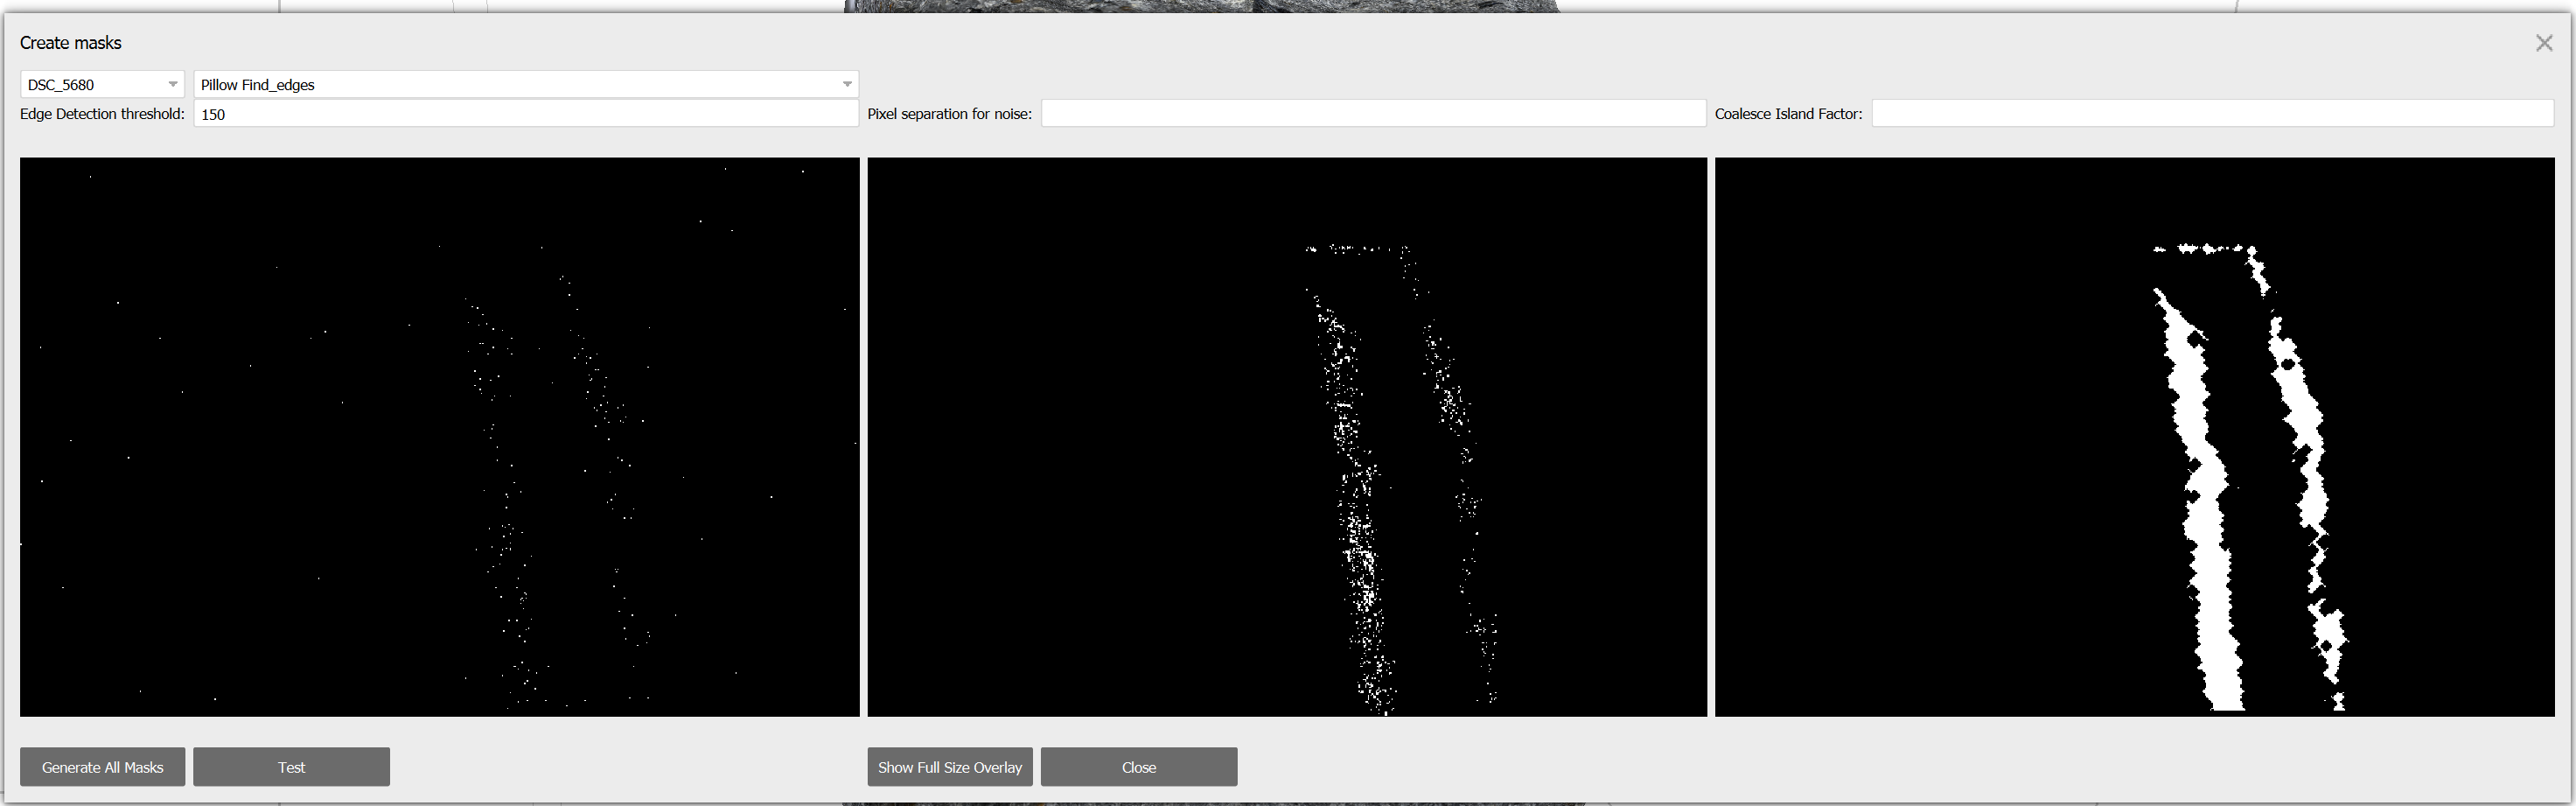 Create masks
DSC_5680 Pillow Find_edges
Edge Detection threshold: 150 Pixel separation for noise: Coalesce Island Factor:
Generate All Masks Test Show Full Size Overlay Close